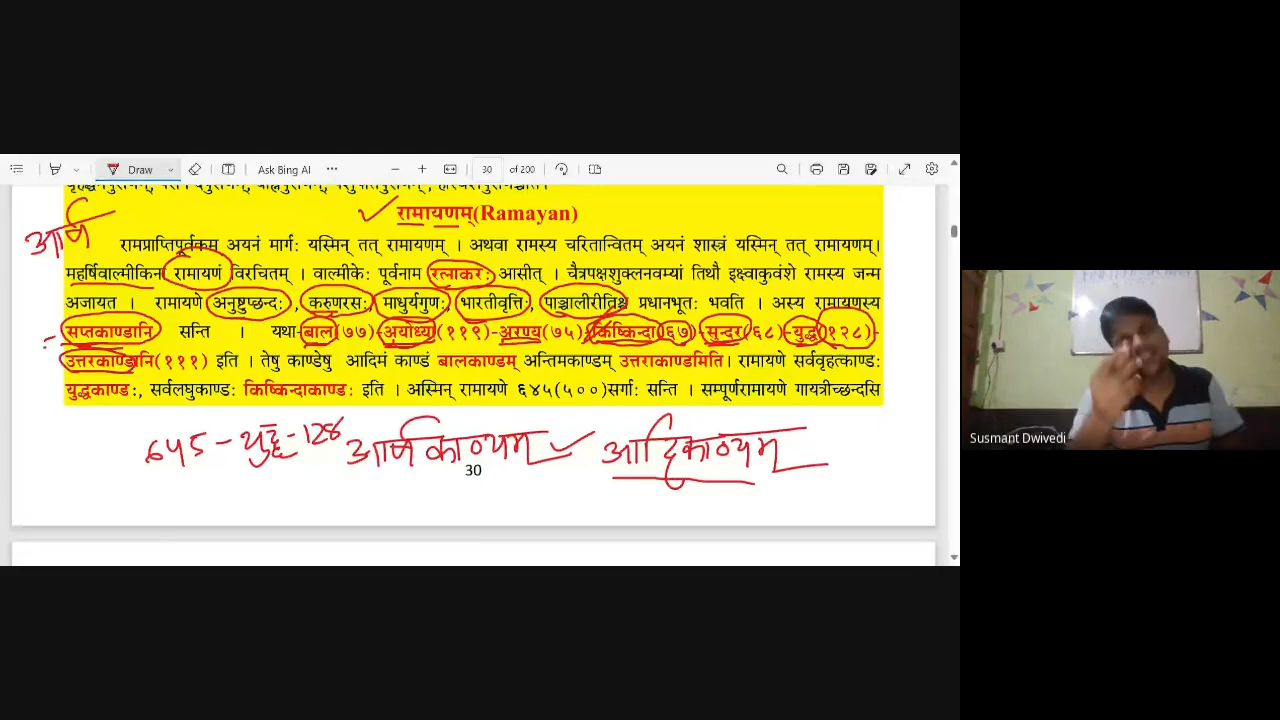 Draw
Ask Bing AI
30 of 200
रामायणम्(Ramayan)
आर्ष
रामप्राप्तिपूर्वकम् अयनं मार्गः यस्मिन् तत् रामायणम् । अथवा रामस्य चरितान्वितम् अयनं शास्त्रं यस्मिन् तत् रामायणम्।
महर्षिवाल्मीकिना रामायणं विरचितम् । वाल्मीकेः पूर्वनाम रत्नाकरः आसीत् । चैत्रपक्षशुक्लनवम्यां तिथौ इक्ष्वाकुवंशे रामस्य जन्म
अजायत । रामायणे अनुष्टुप्छन्दः, करुणरसः, माधुर्यगुणः, भारतीवृत्तिः, पाञ्चालीरीतिश्च प्रधानभूतः भवति । अस्य रामायणस्य
सप्तकाण्डानि सन्ति । यथा-बाल(७७)-अयोध्या(११९)-अरण्य(७५)-किष्किन्दा(६७)-सुन्दर(६८)-युद्ध(१२८)-
उत्तरकाण्डानि(१११) इति । तेषु काण्डेषु आदिमं काण्डं बालकाण्डम् अन्तिमकाण्डम् उत्तराकाण्डमिति। रामायणे सर्ववृहत्काण्डः
युद्धकाण्डः, सर्वलघुकाण्डः किष्किन्दाकाण्डः इति । अस्मिन् रामायणे ६४५(५००)सर्गाः सन्ति । सम्पूर्णरामायणे गायत्रीच्छन्दसि
645 - युद्ध - 128 आर्षकाव्यम् आदिकाव्यम्
30
Susmant Dwivedi